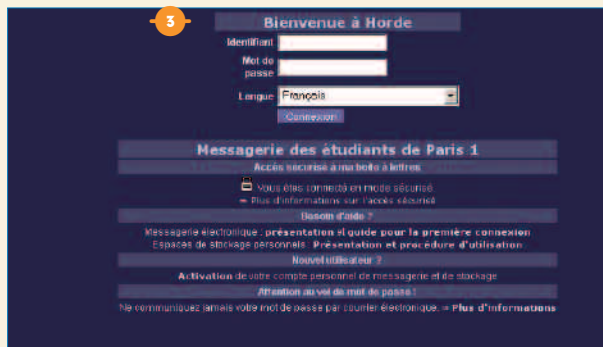 3
Bienvenue à Horde
Identifiant
Mot de
passe
Langue Français
Connexion
Messagerie des étudiants de Paris 1
Accès sécurisé à ma boîte à lettres
Vous êtes connecté en mode sécurisé
⇒ Plus d'informations sur l'accès sécurisé
Besoin d'aide ?
Messagerie électronique : présentation et guide pour la première connexion
Espaces de stockage personnels : Présentation et procédure d'utilisation
Nouvel utilisateur ?
Activation de votre compte personnel de messagerie et de stockage
Attention au vol de mot de passe !
Ne communiquez jamais votre mot de passe par courrier électronique. ⇒ Plus d'informations